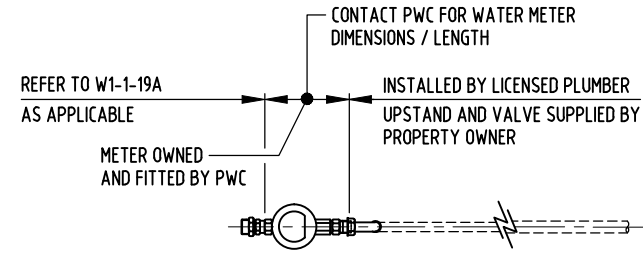 CONTACT PWC FOR WATER METER
DIMENSIONS / LENGTH
REFER TO W1-1-19A
AS APPLICABLE
INSTALLED BY LICENSED PLUMBER
UPSTAND AND VALVE SUPPLIED BY
PROPERTY OWNER
METER OWNED
AND FITTED BY PWC